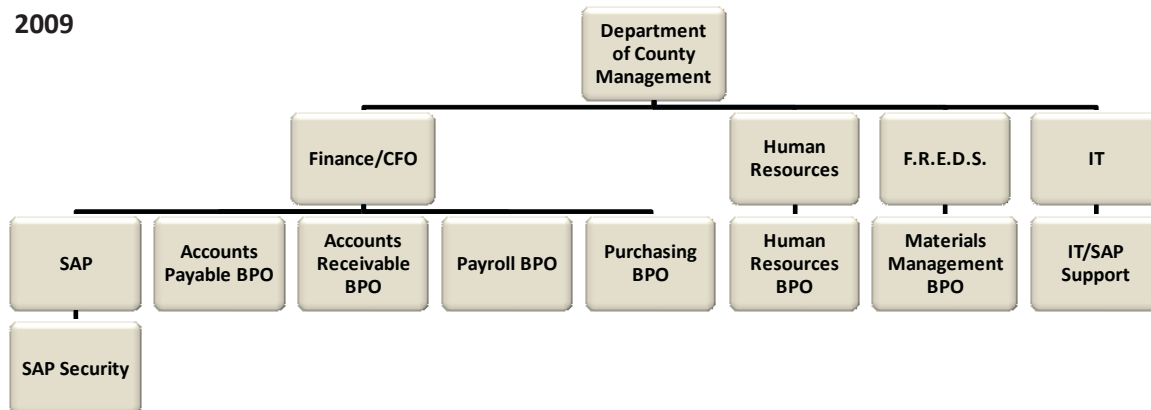 2009
Department
of County
Management
Finance/CFO
Human
Resources
F.R.E.D.S.
IT
SAP
Accounts
Payable BPO
Accounts
Receivable
BPO
Payroll BPO
Purchasing
BPO
Human
Resources
BPO
Materials
Management
BPO
IT/SAP
Support
SAP Security